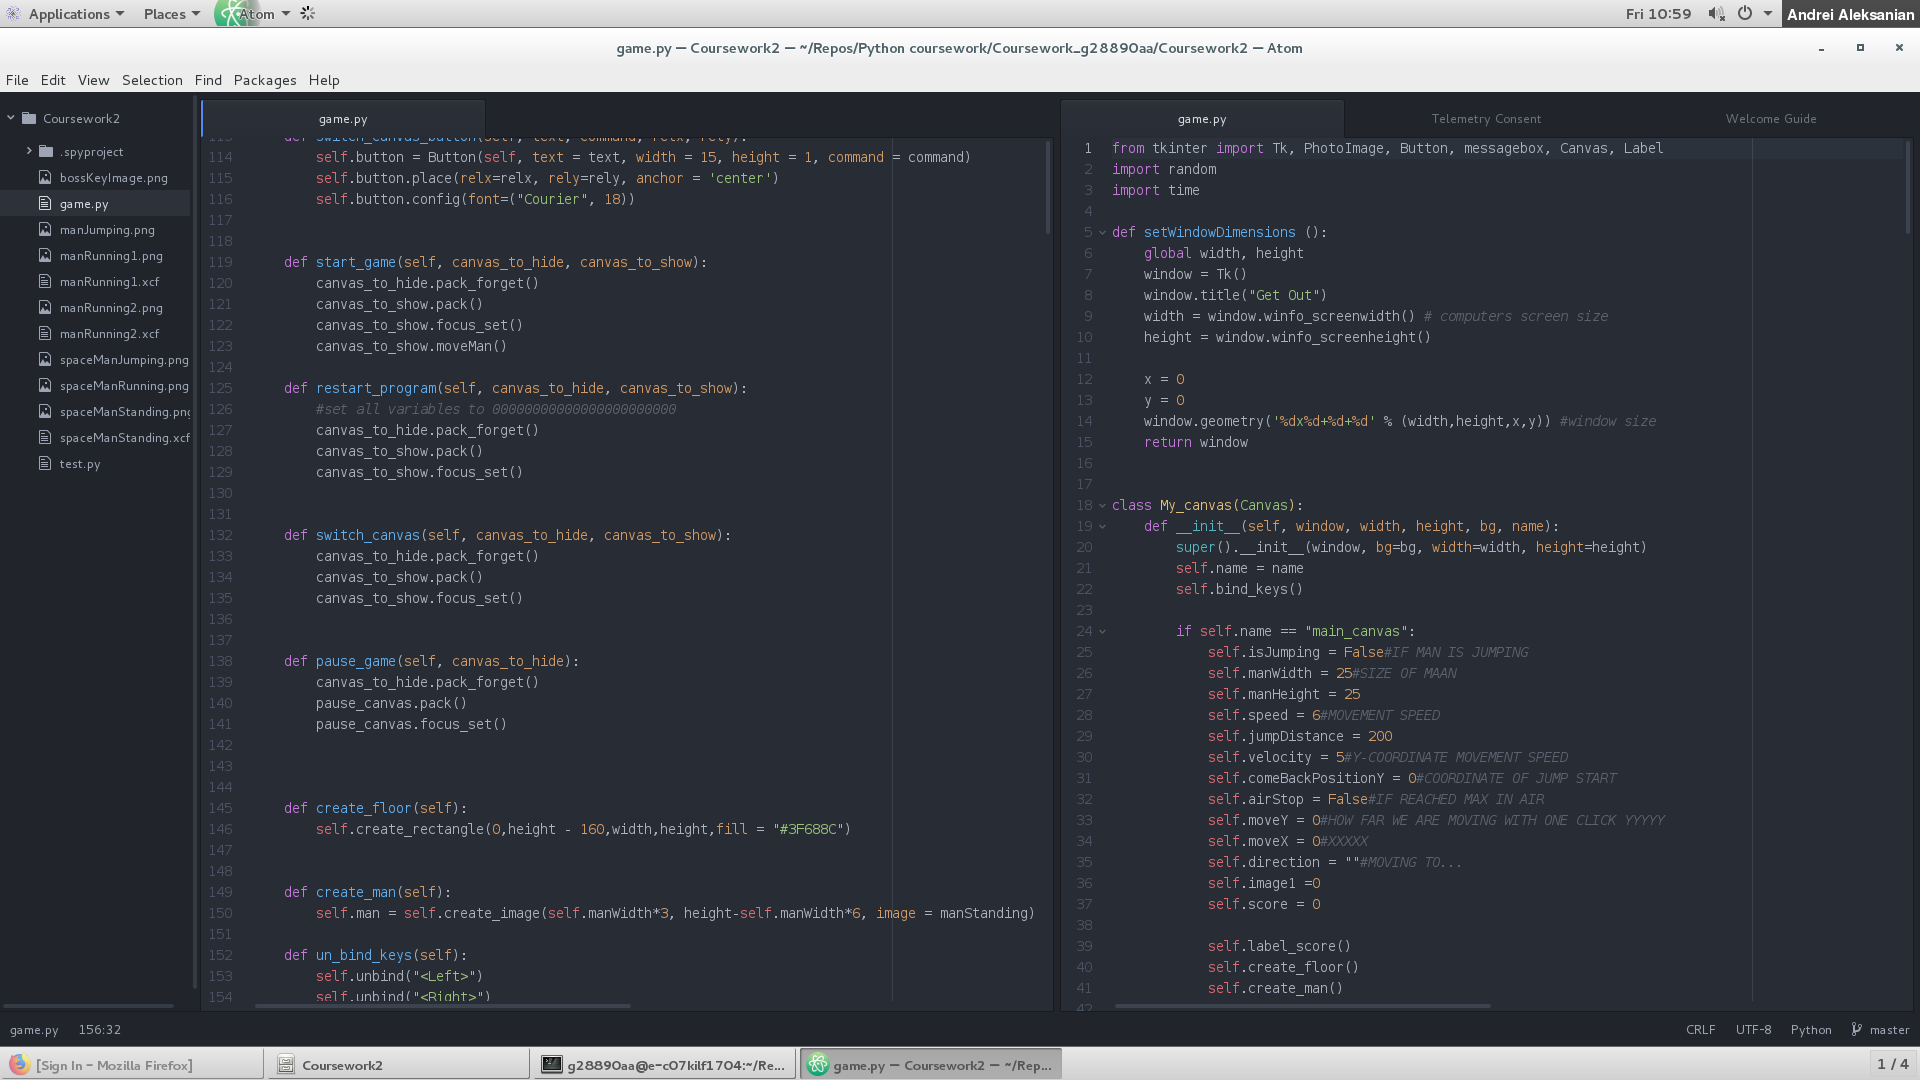 Applications Places Atom Fri 10:59 Andrei Aleksanian
game.py — Coursework2 — ~/Repos/Python coursework/Coursework_g28890aa/Coursework2 — Atom
File Edit View Selection Find Packages Help
Coursework2
.spyproject
bossKeyImage.png
game.py
manJumping.png
manRunning1.png
manRunning1.xcf
manRunning2.png
manRunning2.xcf
spaceManJumping.png
spaceManRunning.png
spaceManStanding.png
spaceManStanding.xcf
test.py
game.py
113 def switch_canvas_button(self, text, command, relx, rely):
114 self.button = Button(self, text = text, width = 15, height = 1, command = command)
115 self.button.place(relx=relx, rely=rely, anchor = 'center')
116 self.button.config(font=("Courier", 18))
117
118
119 def start_game(self, canvas_to_hide, canvas_to_show):
120 canvas_to_hide.pack_forget()
121 canvas_to_show.pack()
122 canvas_to_show.focus_set()
123 canvas_to_show.moveMan()
124
125 def restart_program(self, canvas_to_hide, canvas_to_show):
126 #set all variables to 00000000000000000000000
127 canvas_to_hide.pack_forget()
128 canvas_to_show.pack()
129 canvas_to_show.focus_set()
130
131
132 def switch_canvas(self, canvas_to_hide, canvas_to_show):
133 canvas_to_hide.pack_forget()
134 canvas_to_show.pack()
135 canvas_to_show.focus_set()
136
137
138 def pause_game(self, canvas_to_hide):
139 canvas_to_hide.pack_forget()
140 pause_canvas.pack()
141 pause_canvas.focus_set()
142
143
144
145 def create_floor(self):
146 self.create_rectangle(0,height - 160,width,height,fill = "#3F688C")
147
148
149 def create_man(self):
150 self.man = self.create_image(self.manWidth*3, height-self.manWidth*6, image = manStanding)
151
152 def un_bind_keys(self):
153 self.unbind("<Left>")
154 self.unbind("<Right>")
game.py Telemetry Consent Welcome Guide
1 from tkinter import Tk, PhotoImage, Button, messagebox, Canvas, Label
2 import random
3 import time
4
5 def setWindowDimensions ():
6 global width, height
7 window = Tk()
8 window.title("Get Out")
9 width = window.winfo_screenwidth() # computers screen size
10 height = window.winfo_screenheight()
11
12 x = 0
13 y = 0
14 window.geometry('%dx%d+%d+%d' % (width,height,x,y)) #window size
15 return window
16
17
18 class My_canvas(Canvas):
19 def __init__(self, window, width, height, bg, name):
20 super().__init__(window, bg=bg, width=width, height=height)
21 self.name = name
22 self.bind_keys()
23
24 if self.name == "main_canvas":
25 self.isJumping = False#IF MAN IS JUMPING
26 self.manWidth = 25#SIZE OF MAAN
27 self.manHeight = 25
28 self.speed = 6#MOVEMENT SPEED
29 self.jumpDistance = 200
30 self.velocity = 5#Y-COORDINATE MOVEMENT SPEED
31 self.comeBackPositionY = 0#COORDINATE OF JUMP START
32 self.airStop = False#IF REACHED MAX IN AIR
33 self.moveY = 0#HOW FAR WE ARE MOVING WITH ONE CLICK YYYYY
34 self.moveX = 0#XXXXX
35 self.direction = ""#MOVING TO...
36 self.image1 =0
37 self.score = 0
38
39 self.label_score()
40 self.create_floor()
41 self.create_man()
42
game.py 156:32 CRLF UTF-8 Python master
[Sign In - Mozilla Firefox] Coursework2 g28890aa@e-c07kilf1704:~/Re... game.py — Coursework2 — ~/Rep... 1 / 4